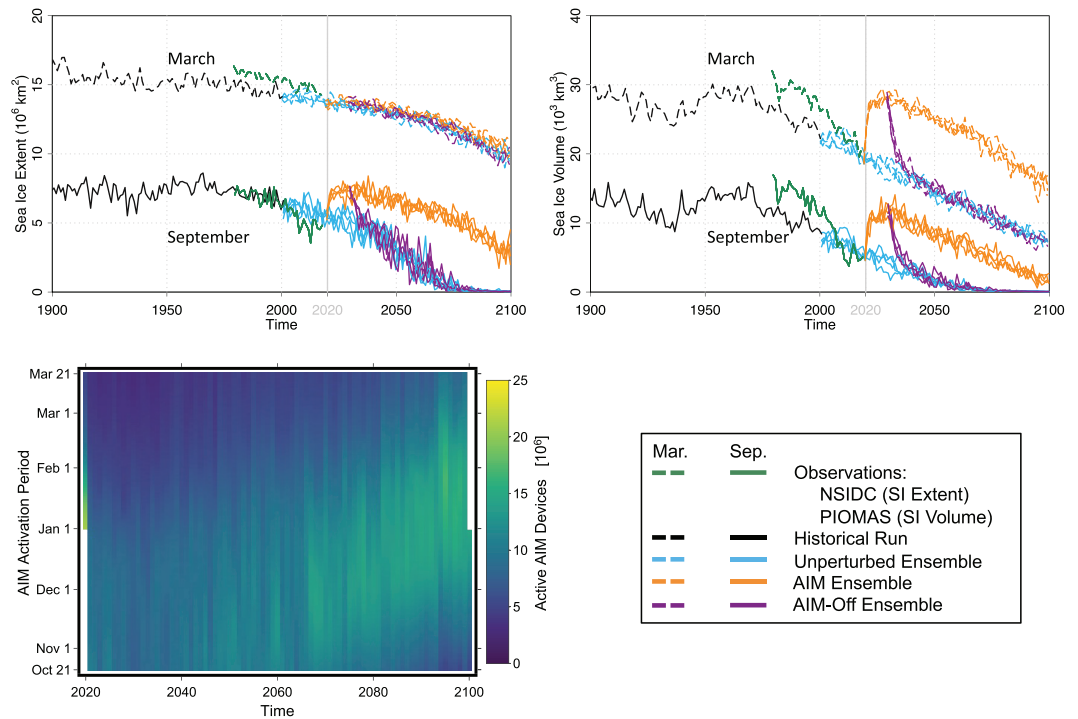 20
15
10
5
0
Sea Ice Extent (10⁶ km²)
March
September
1900
1950
2000
2020
2050
2100
Time
40
30
20
10
0
Sea Ice Volume (10³ km³)
March
September
1900
1950
2000
2020
2050
2100
Time
Mar 21
Mar 1
Feb 1
Jan 1
Dec 1
Nov 1
Oct 21
AIM Activation Period
2020
2040
2060
2080
2100
Time
25
20
15
10
5
0
Active AIM Devices [10⁶]
Mar. Sep.
Observations:
NSIDC (SI Extent)
PIOMAS (SI Volume)
Historical Run
Unperturbed Ensemble
AIM Ensemble
AIM-Off Ensemble